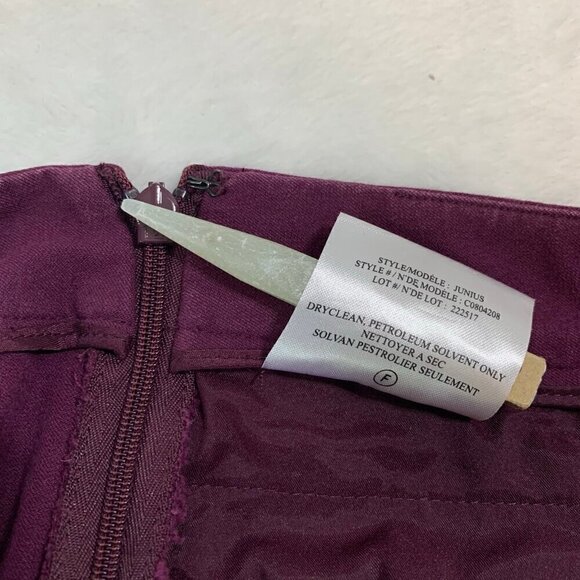 STYLE/MODÈLE : JUNIUS
STYLE # / N'DE MODÈLE : C0804208
LOT #/ N'DE LOT : 222517
DRYCLEAN, PETROLEUM SOLVENT ONLY
NETTOYER A SEC
SOLVAN PESTROLIER SEULEMENT
F